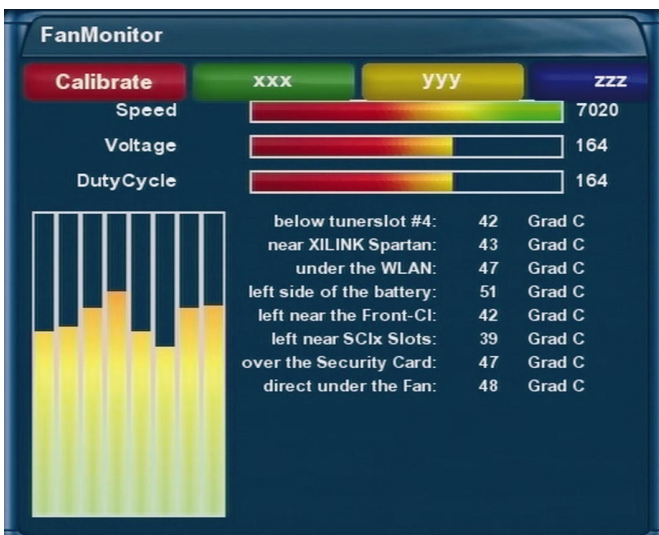 FanMonitor
Calibrate xxx yyy zzz
Speed 7020
Voltage 164
DutyCycle 164
below tunerslot #4: 42 Grad C
near XILINK Spartan: 43 Grad C
under the WLAN: 47 Grad C
left side of the battery: 51 Grad C
left near the Front-CI: 42 Grad C
left near SCIx Slots: 39 Grad C
over the Security Card: 47 Grad C
direct under the Fan: 48 Grad C